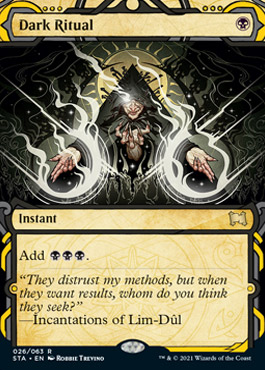 Dark Ritual
Instant
Add
“They distrust my methods, but when
they want results, whom do you think
they seek?”
—Incantations of Lim-Dûl
026/063 R
STA • EN ROBBIE TREVINO ™ & © 2021 Wizards of the Coast